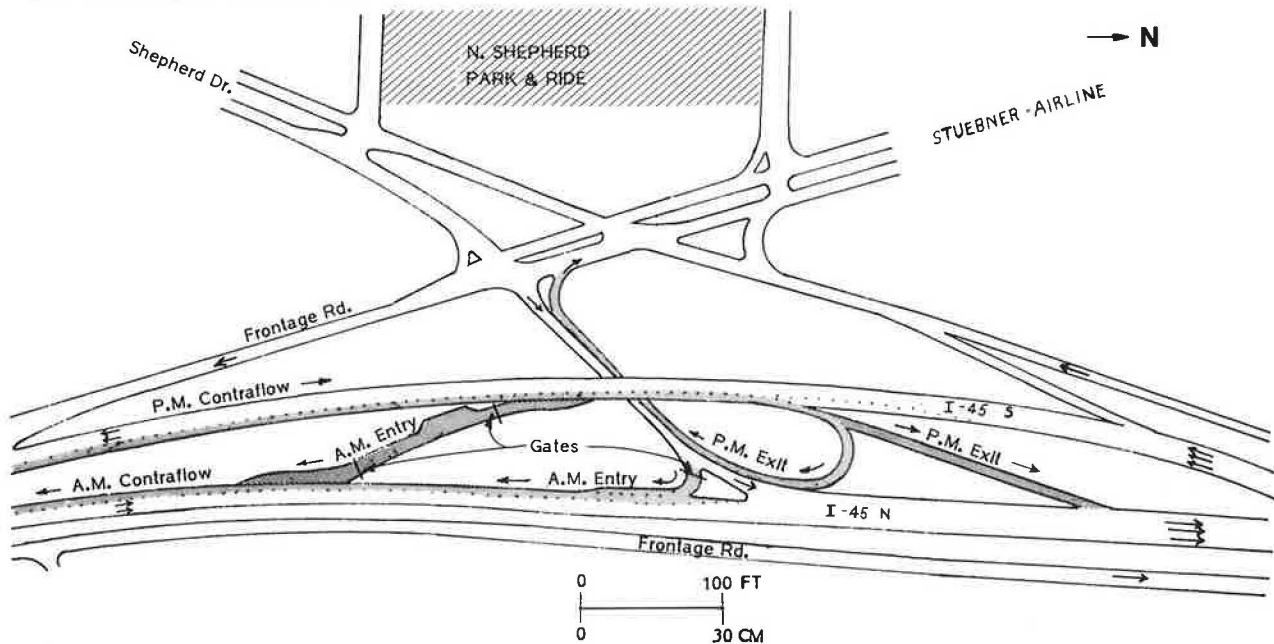 N. SHEPHERD
PARK & RIDE
→ N
Shepherd Dr.
STUEBNER - AIRLINE
Frontage Rd.
P.M. Contraflow
I-45 S
A.M. Entry
Gates
P.M. Exit
P.M. Exit
A.M. Contraflow
A.M. Entry
I-45 N
Frontage Rd.
0 100 FT
0 30 CM